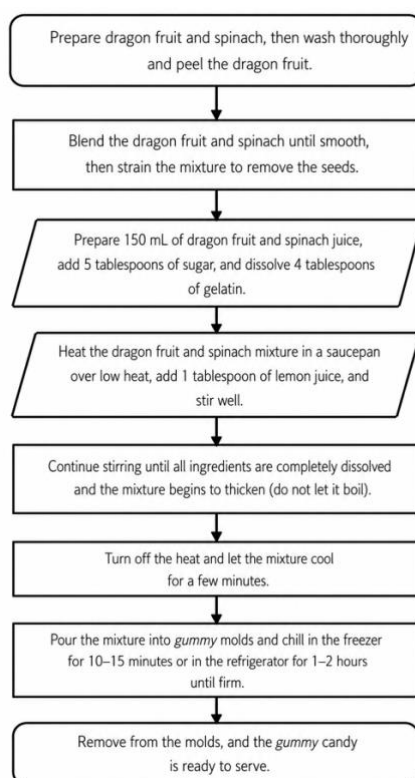 Prepare dragon fruit and spinach, then wash thoroughly
and peel the dragon fruit.
Blend the dragon fruit and spinach until smooth,
then strain the mixture to remove the seeds.
Prepare 150 mL of dragon fruit and spinach juice,
add 5 tablespoons of sugar, and dissolve 4 tablespoons
of gelatin.
Heat the dragon fruit and spinach mixture in a saucepan
over low heat, add 1 tablespoon of lemon juice, and
stir well.
Continue stirring until all ingredients are completely dissolved
and the mixture begins to thicken (do not let it boil).
Turn off the heat and let the mixture cool
for a few minutes.
Pour the mixture into gummy molds and chill in the freezer
for 10–15 minutes or in the refrigerator for 1–2 hours
until firm.
Remove from the molds, and the gummy candy
is ready to serve.